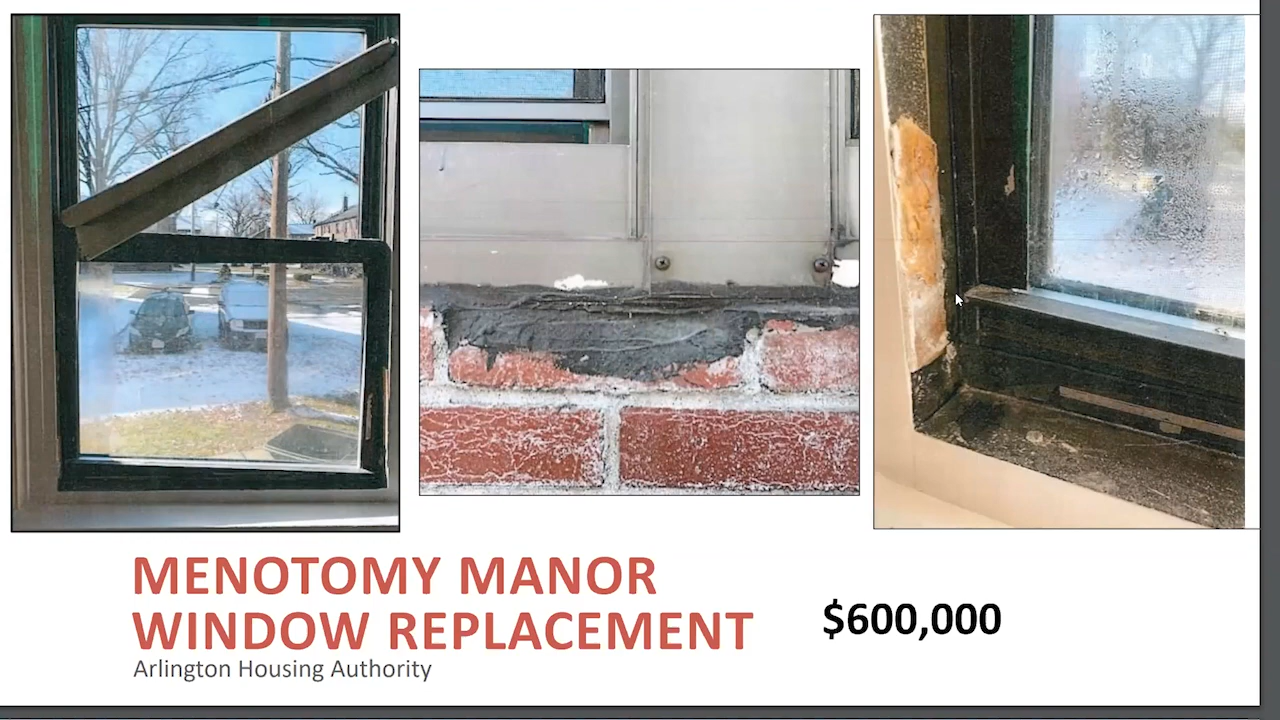 MENOTOMY MANOR
WINDOW REPLACEMENT
$600,000
Arlington Housing Authority